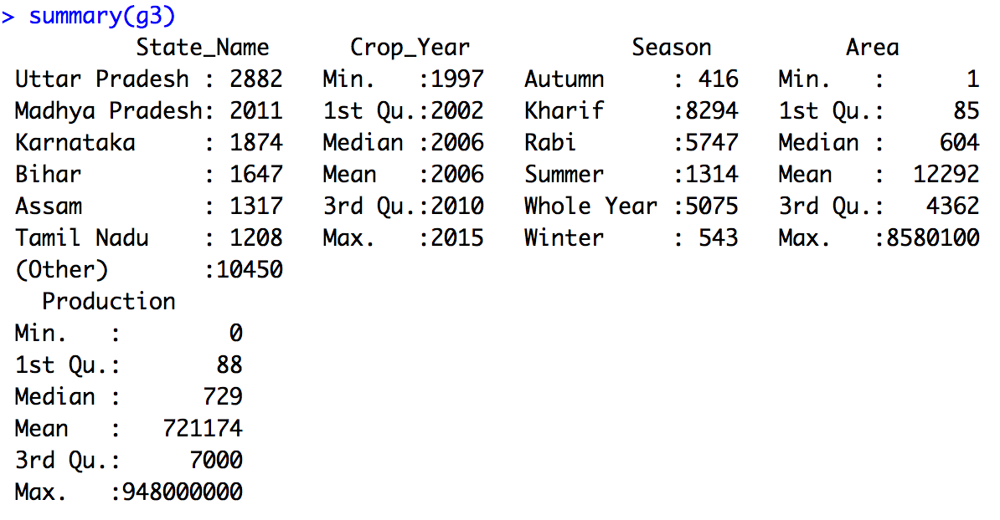 > summary(g3)
          State_Name      Crop_Year            Season          Area
 Uttar Pradesh : 2882   Min.   :1997   Autumn     : 416   Min.   :      1
 Madhya Pradesh: 2011   1st Qu.:2002   Kharif     :8294   1st Qu.:     85
 Karnataka     : 1874   Median :2006   Rabi       :5747   Median :    604
 Bihar         : 1647   Mean   :2006   Summer     :1314   Mean   :  12292
 Assam         : 1317   3rd Qu.:2010   Whole Year :5075   3rd Qu.:   4362
 Tamil Nadu    : 1208   Max.   :2015   Winter     : 543   Max.   :8580100
 (Other)       :10450
   Production
 Min.   :        0
 1st Qu.:       88
 Median :      729
 Mean   :   721174
 3rd Qu.:     7000
 Max.   :948000000